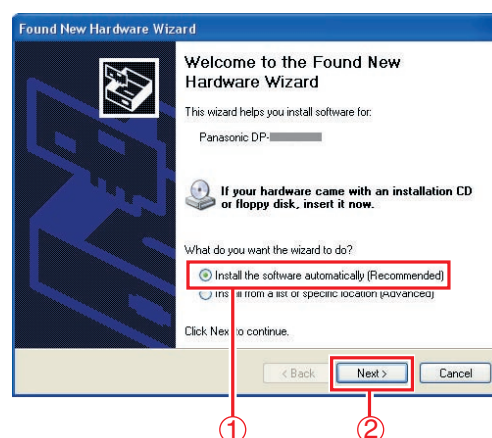 Found New Hardware Wizard
Welcome to the Found New
Hardware Wizard
This wizard helps you install software for:
Panasonic DP-
If your hardware came with an installation CD
or floppy disk, insert it now.
What do you want the wizard to do?
Install the software automatically (Recommended)
Install from a list or specific location (Advanced)
Click Next to continue.
< Back
Next >
Cancel
1
2